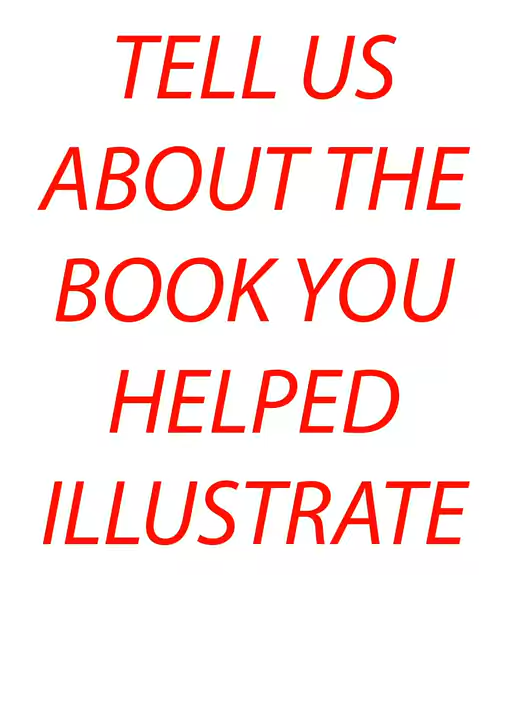 TELL US
ABOUT THE
BOOK YOU
HELPED
ILLUSTRATE